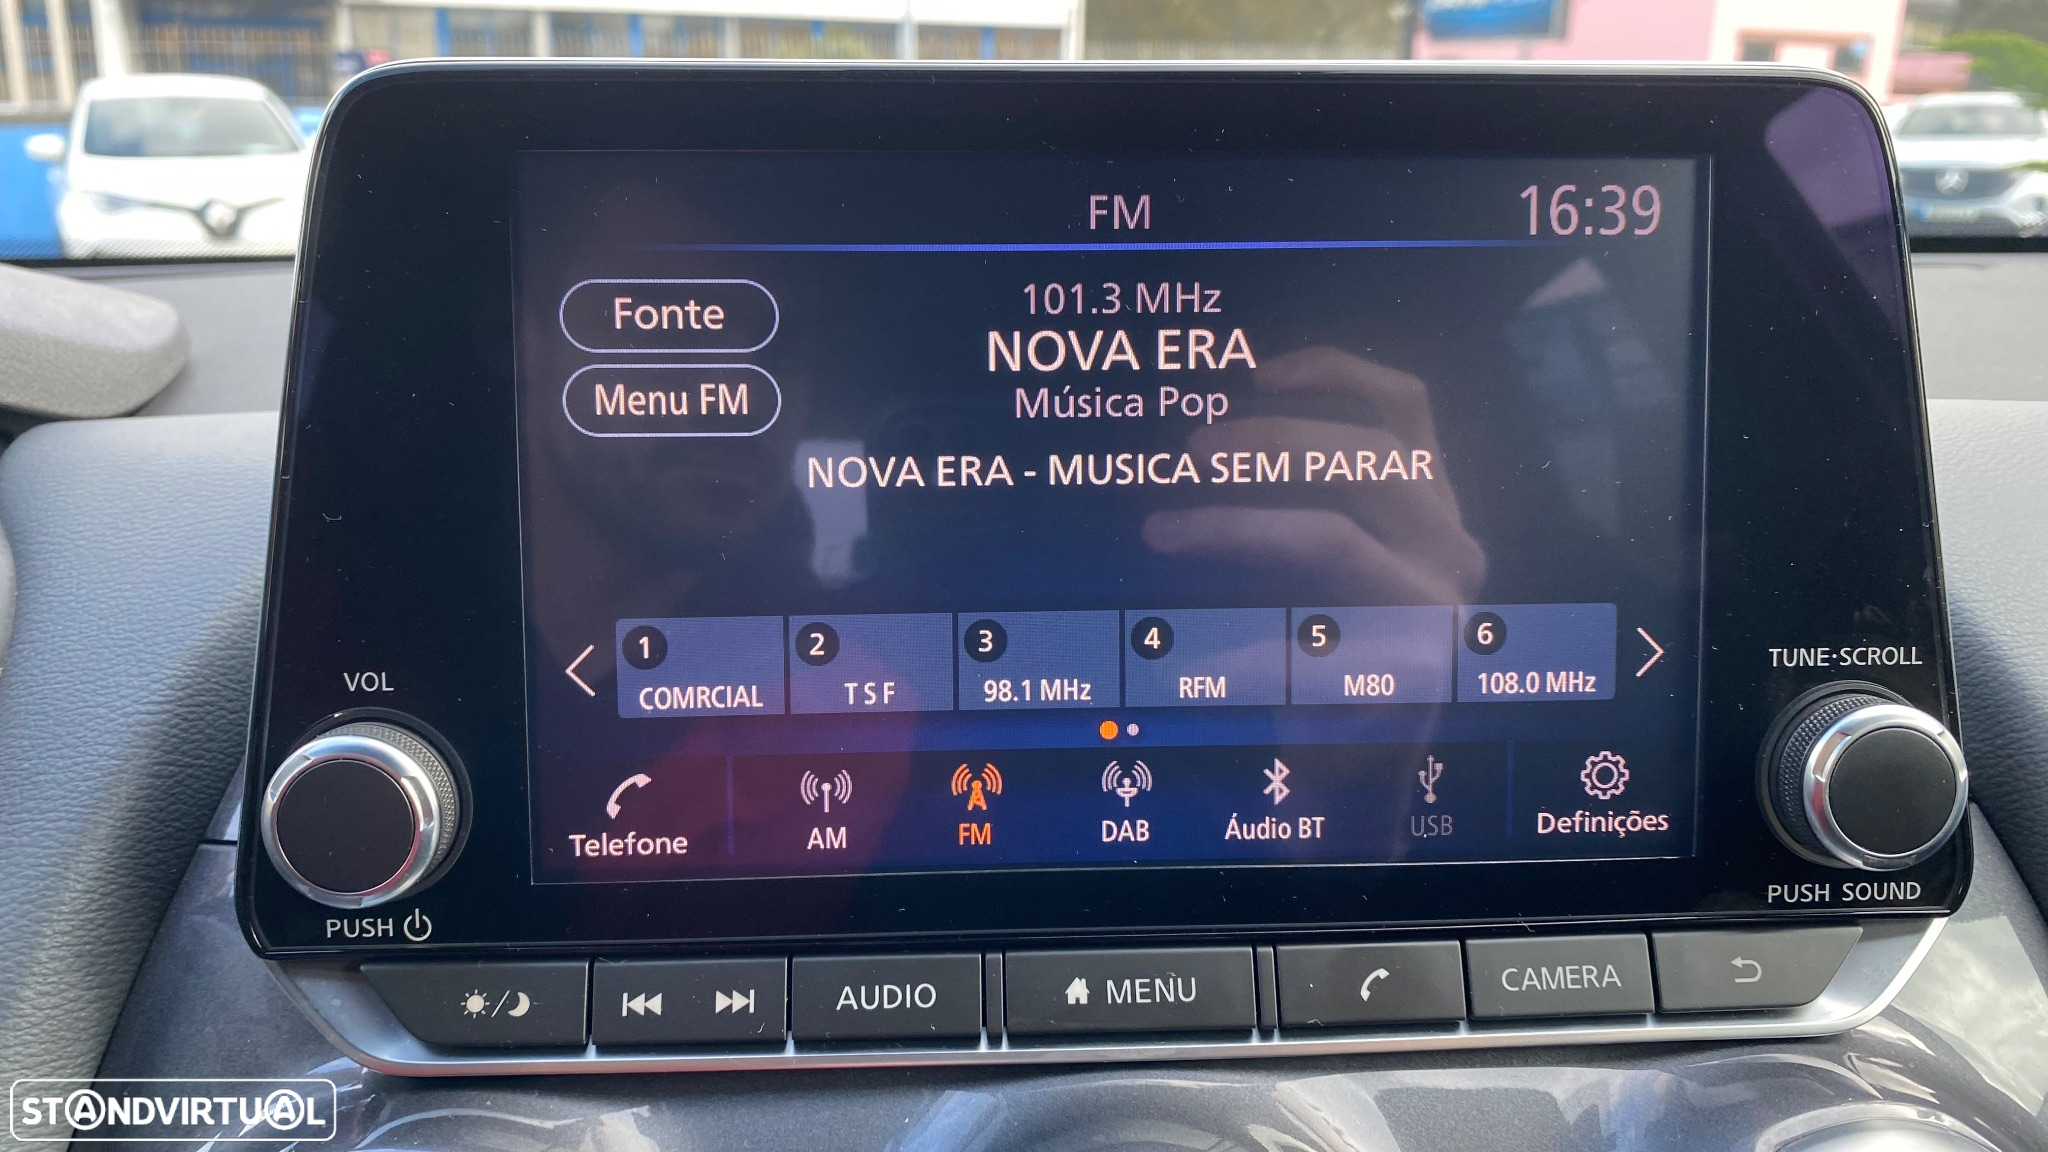 FM
16:39
Fonte
Menu FM
101.3 MHz
NOVA ERA
Música Pop
NOVA ERA - MUSICA SEM PARAR
1
COMRCIAL
2
T S F
3
98.1 MHz
4
RFM
5
M80
6
108.0 MHz
Telefone
AM
FM
DAB
Áudio BT
USB
Definições
VOL
PUSH
TUNE·SCROLL
PUSH SOUND
AUDIO
MENU
CAMERA
STANDVIRTUAL